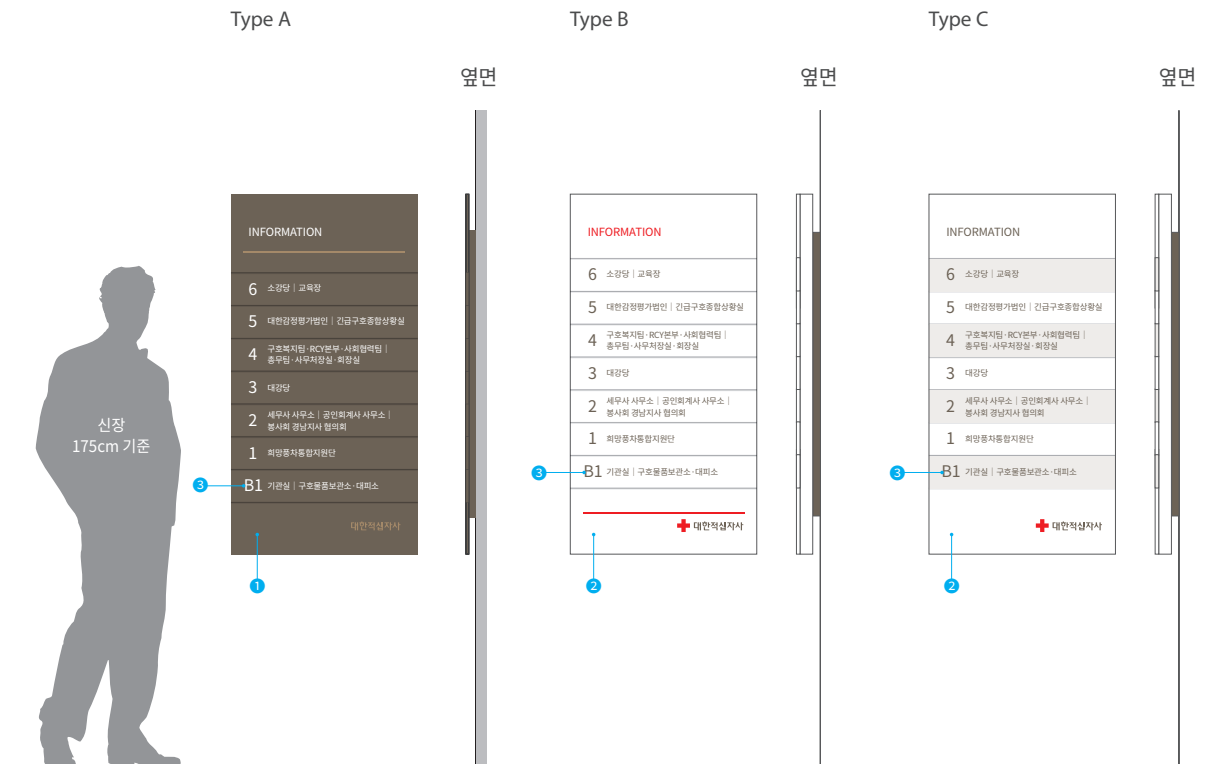 Type A
Type B
Type C
옆면
옆면
옆면
신장
175cm 기준
INFORMATION
6 소강당 | 교육장
5 대한감정평가법인 | 긴급구호종합상황실
4 구호복지팀·RCY본부·사회협력팀 |
총무팀·사무처장실·회장실
3 대강당
2 세무사 사무소 | 공인회계사 사무소 |
봉사회 경남지사 협의회
1 희망풍차통합지원단
B1 기관실 | 구호물품보관소·대피소
대한적십자사
3
1
INFORMATION
6 소강당 | 교육장
5 대한감정평가법인 | 긴급구호종합상황실
4 구호복지팀·RCY본부·사회협력팀 |
총무팀·사무처장실·회장실
3 대강당
2 세무사 사무소 | 공인회계사 사무소 |
봉사회 경남지사 협의회
1 희망풍차통합지원단
B1 기관실 | 구호물품보관소·대피소
대한적십자사
3
2
INFORMATION
6 소강당 | 교육장
5 대한감정평가법인 | 긴급구호종합상황실
4 구호복지팀·RCY본부·사회협력팀 |
총무팀·사무처장실·회장실
3 대강당
2 세무사 사무소 | 공인회계사 사무소 |
봉사회 경남지사 협의회
1 희망풍차통합지원단
B1 기관실 | 구호물품보관소·대피소
대한적십자사
3
2